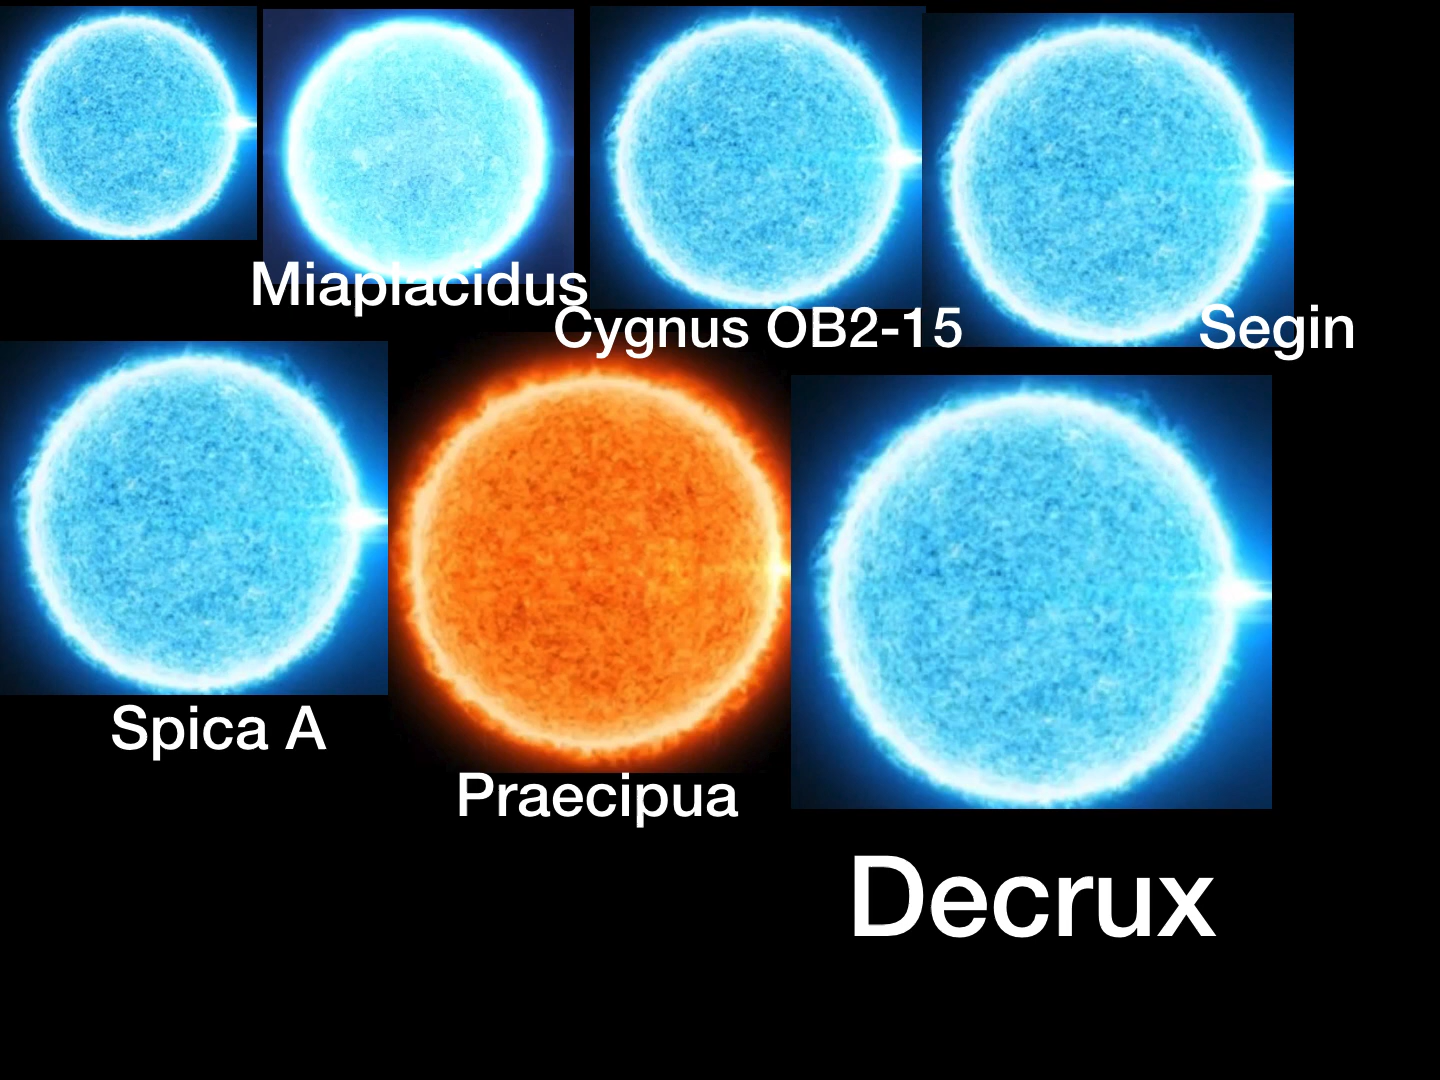 Miaplacidus
Cygnus OB2-15
Segin
Spica A
Praecipua
Decrux